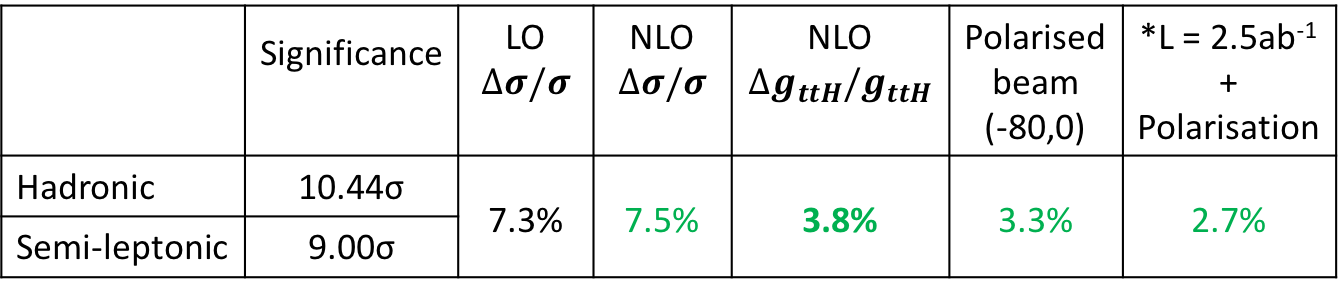 Significance
LO
Δσ/σ
NLO
Δσ/σ
NLO
Δg_ttH/g_ttH
Polarised
beam
(-80,0)
*L = 2.5ab⁻¹
+
Polarisation
Hadronic
10.44σ
7.3%
7.5%
3.8%
3.3%
2.7%
Semi-leptonic
9.00σ